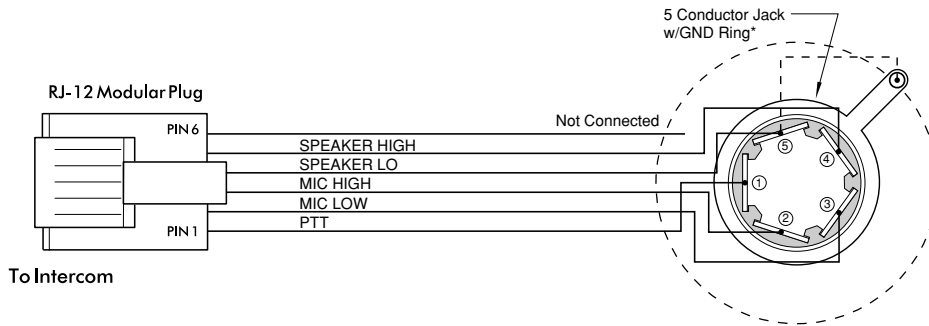 5 Conductor Jack
w/GND Ring*
RJ-12 Modular Plug
PIN 6
Not Connected
SPEAKER HIGH
SPEAKER LO
MIC HIGH
MIC LOW
PTT
PIN 1
5
4
1
3
2
To Intercom